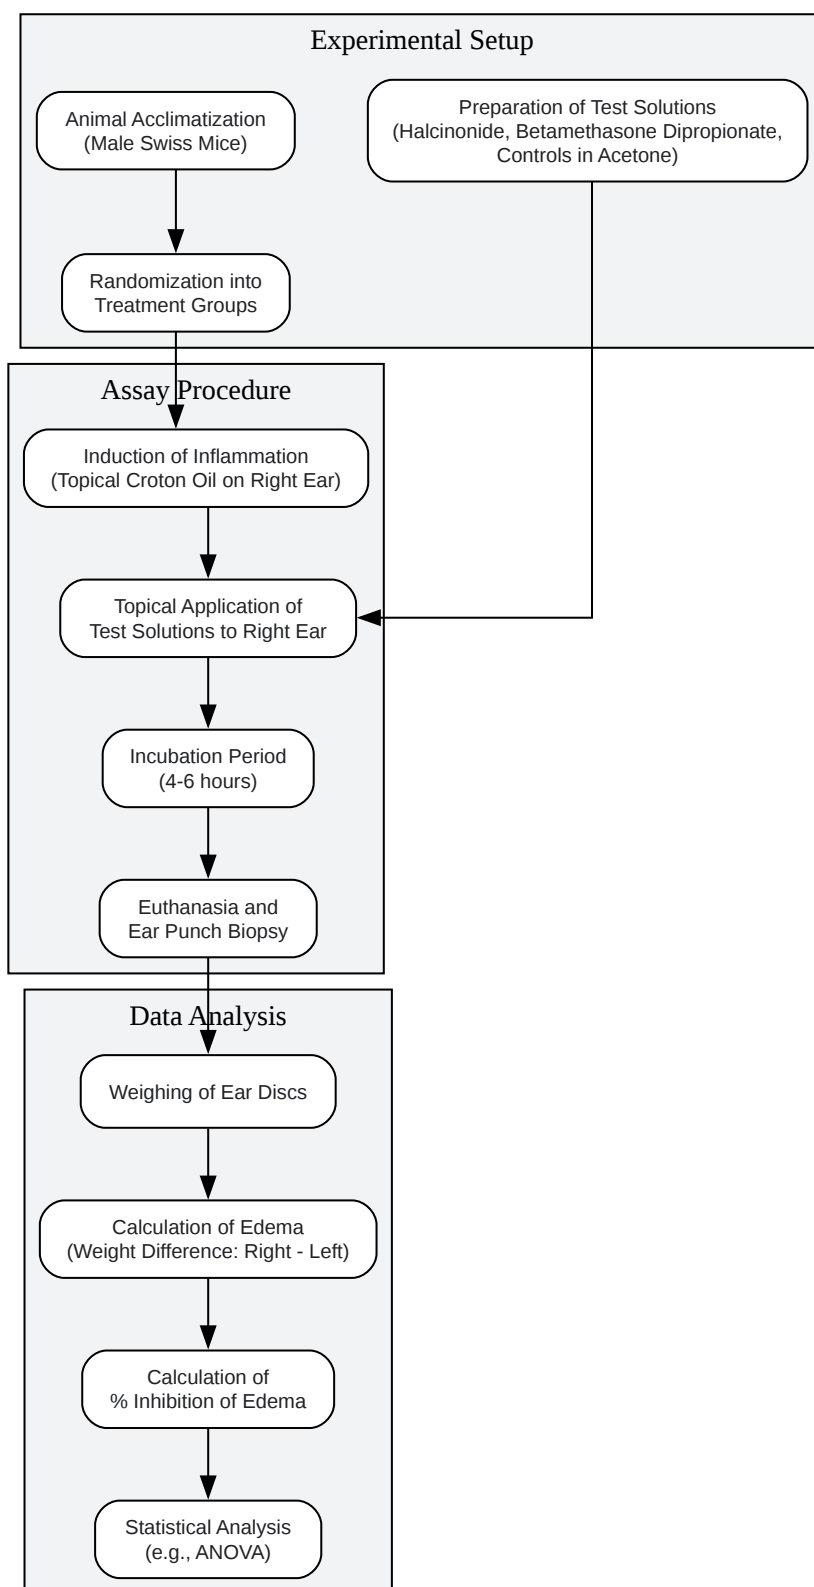 Experimental Setup
Animal Acclimatization
(Male Swiss Mice)
Preparation of Test Solutions
(Halcinonide, Betamethasone Dipropionate,
Controls in Acetone)
Randomization into
Treatment Groups
Assay Procedure
Induction of Inflammation
(Topical Croton Oil on Right Ear)
Topical Application of
Test Solutions to Right Ear
Incubation Period
(4-6 hours)
Euthanasia and
Ear Punch Biopsy
Data Analysis
Weighing of Ear Discs
Calculation of Edema
(Weight Difference: Right - Left)
Calculation of
% Inhibition of Edema
Statistical Analysis
(e.g., ANOVA)